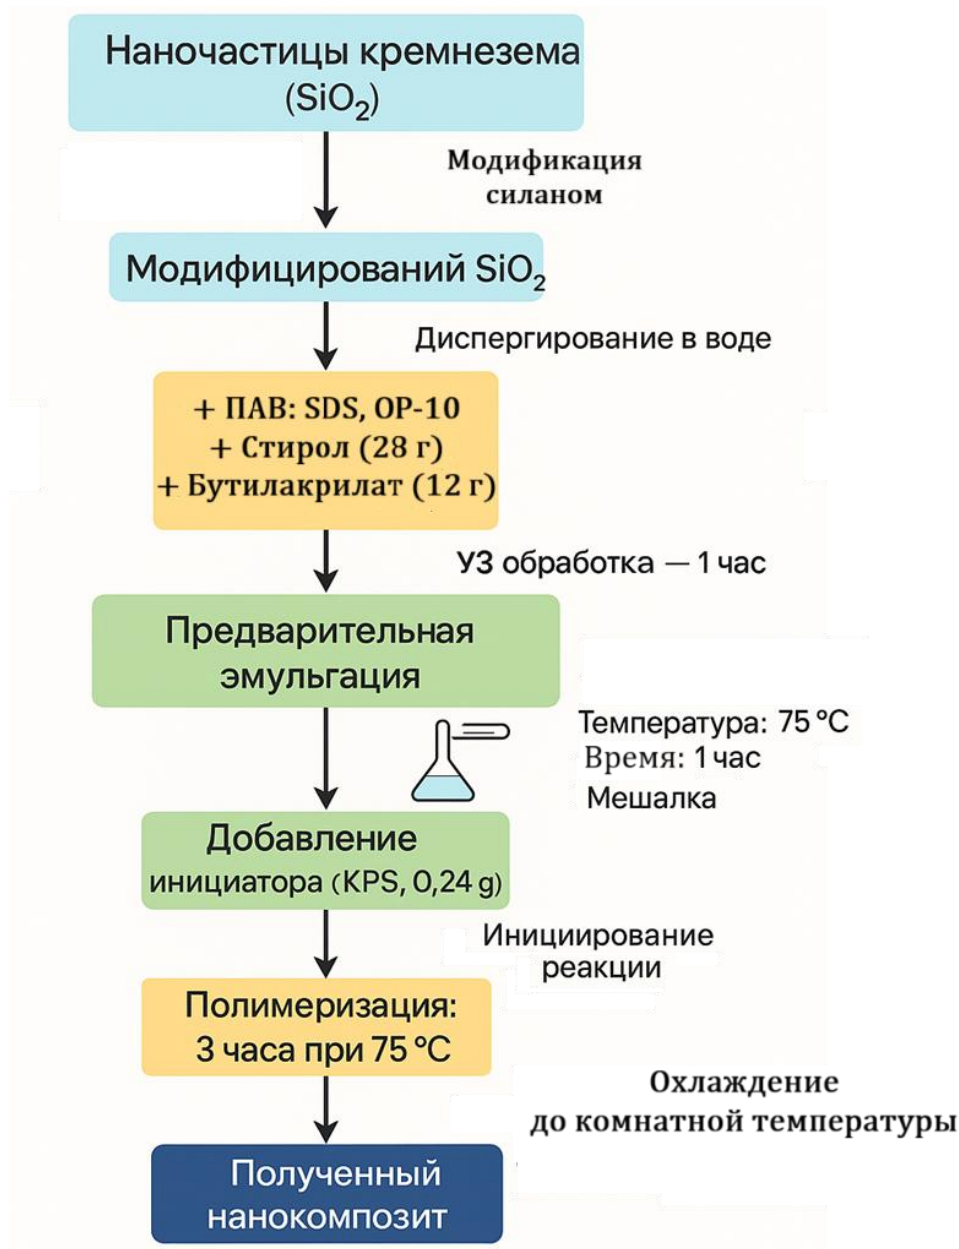 Наночастицы кремнезема
(SiO₂)
Модификация
силаном
Модифицирований SiO₂
Диспергирование в воде
+ ПАВ: SDS, OP-10
+ Стирол (28 г)
+ Бутилакрилат (12 г)
УЗ обработка — 1 час
Предварительная
эмульгация
Температура: 75 °C
Время: 1 час
Мешалка
Добавление
инициатора (KPS, 0,24 g)
Инициирование
реакции
Полимеризация:
3 часа при 75 °C
Охлаждение
до комнатной температуры
Полученный
нанокомпозит